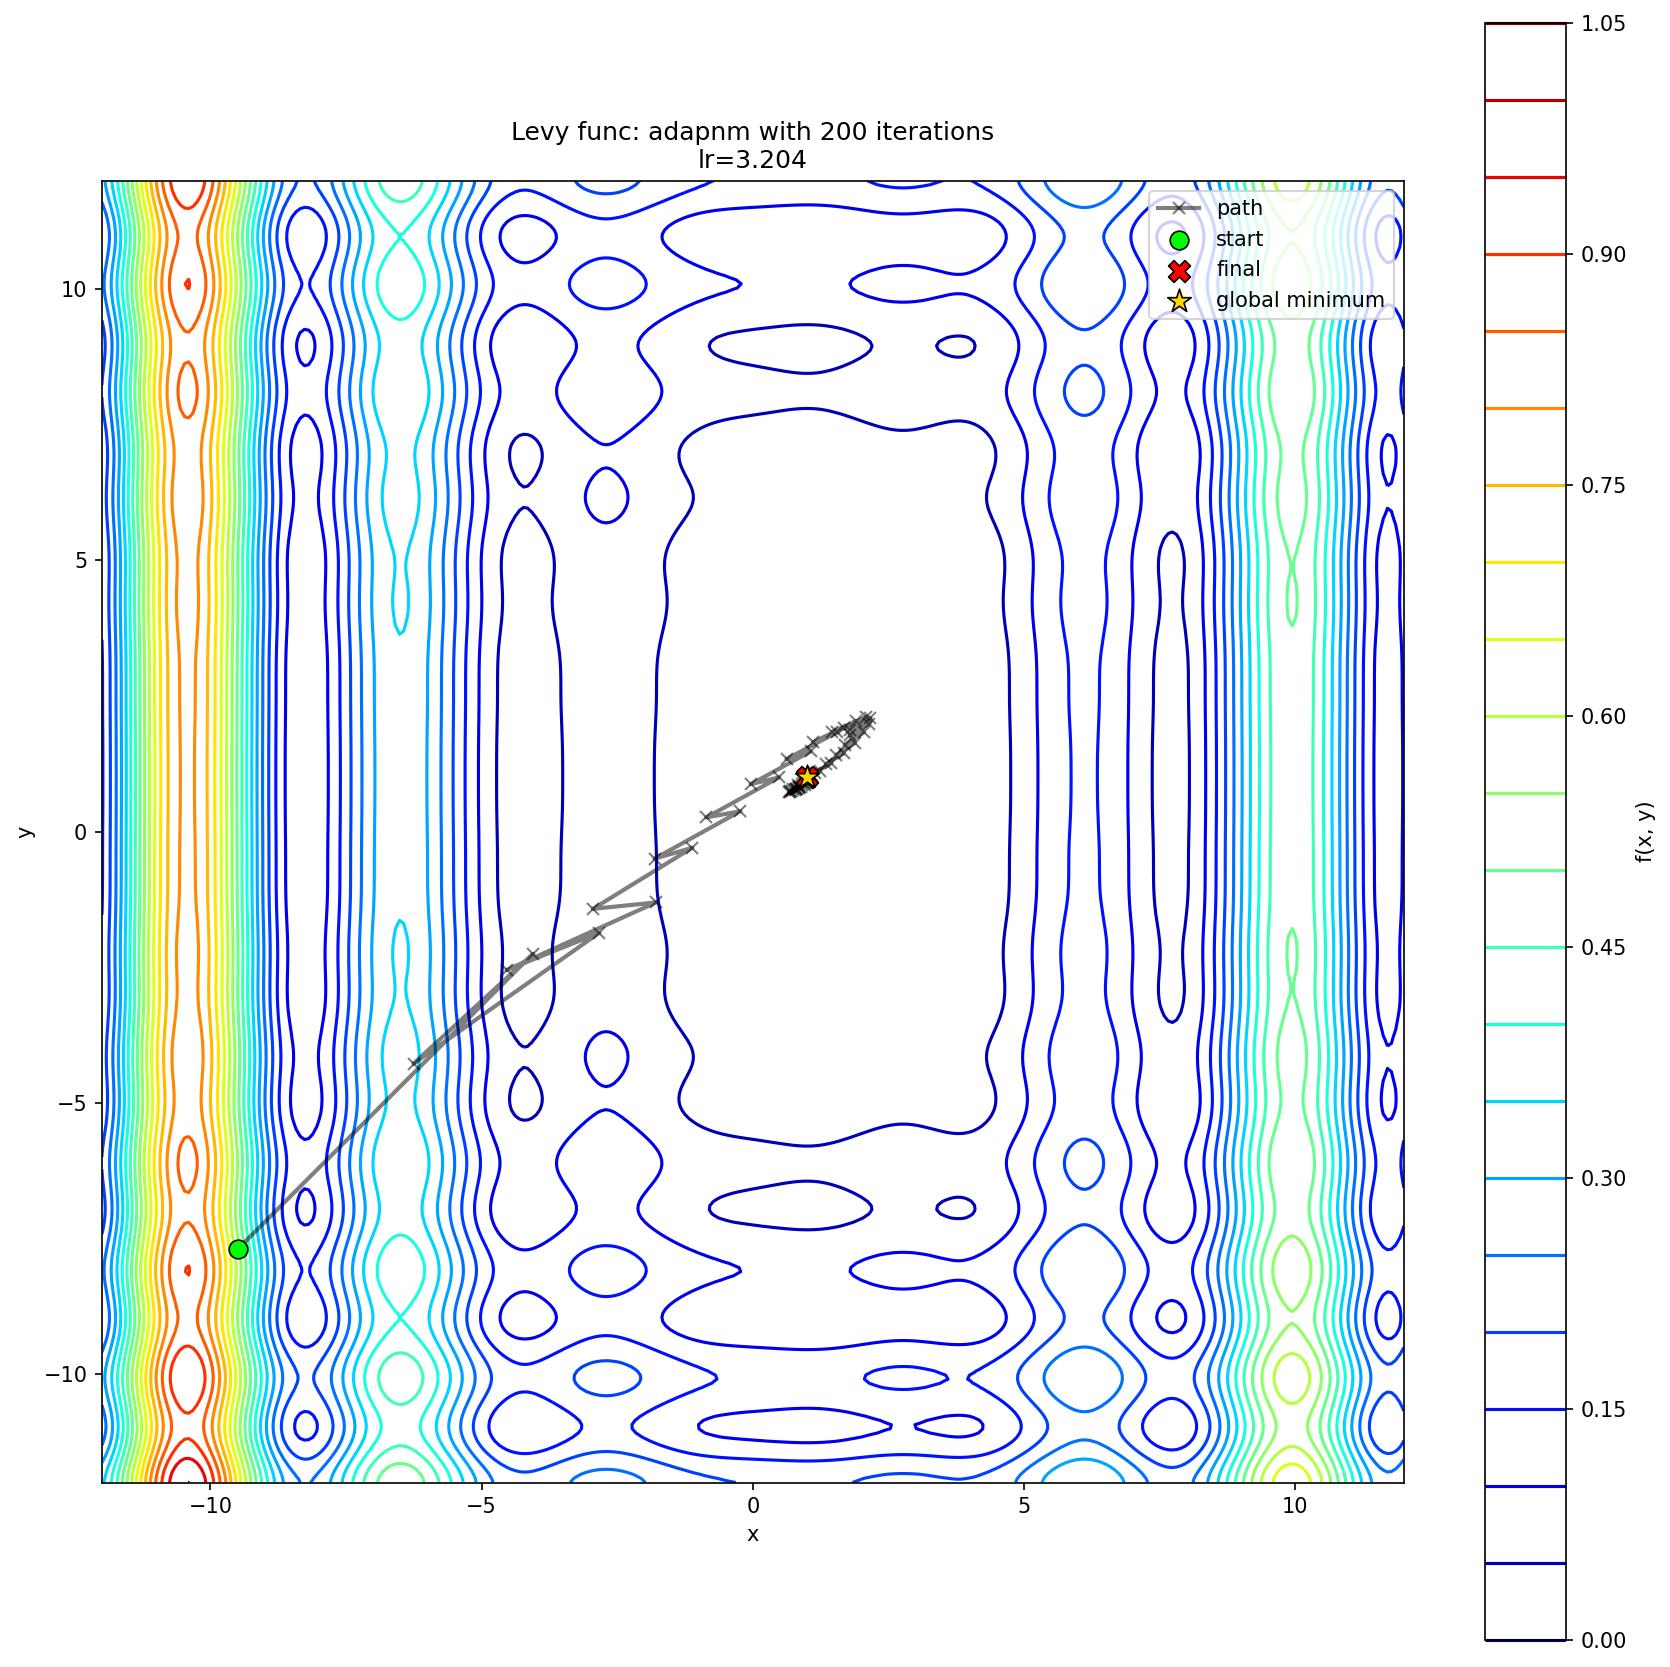 Levy func: adapnm with 200 iterations
lr=3.204
path
start
final
global minimum
10
5
0
−5
−10
y
−10
−5
0
5
10
x
1.05
0.90
0.75
0.60
0.45
0.30
0.15
0.00
f(x, y)